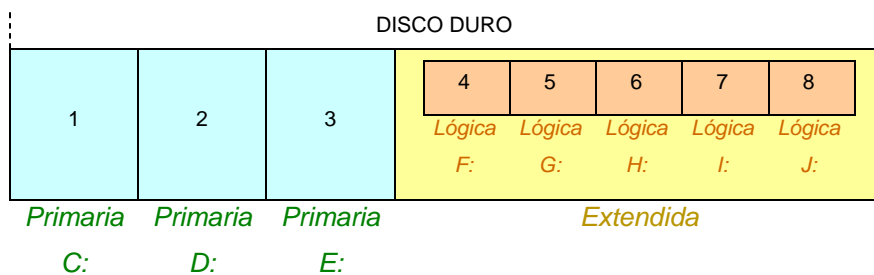 DISCO DURO
1 2 3 4 5 6 7 8
Lógica Lógica Lógica Lógica Lógica
F: G: H: I: J:
Primaria Primaria Primaria Extendida
C: D: E: